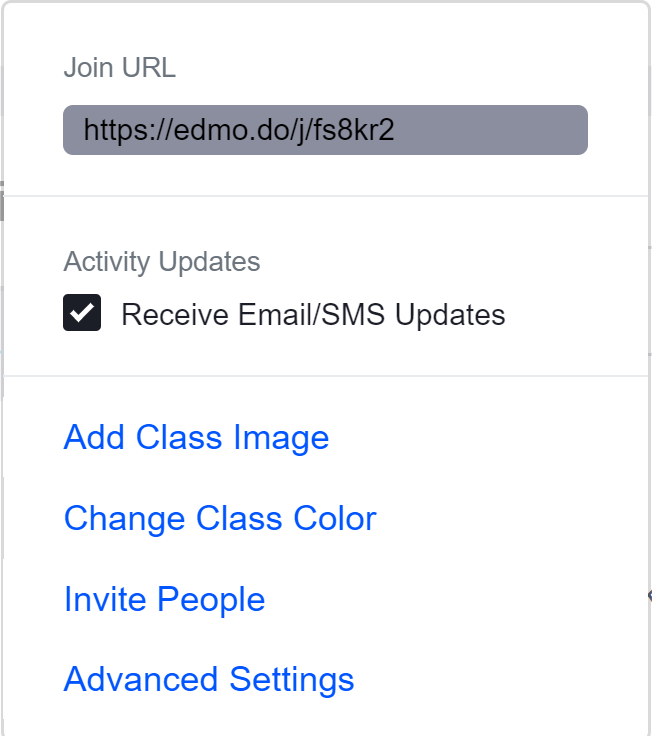 Join URL
https://edmo.do/j/fs8kr2
Activity Updates
Receive Email/SMS Updates
Add Class Image
Change Class Color
Invite People
Advanced Settings